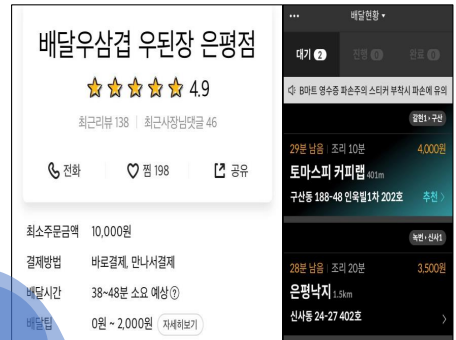 배달우삼겹 우된장 은평점
4.9
최근리뷰 138 | 최근사장님댓글 46
전화
찜 198
공유
최소주문금액 10,000원
결제방법 바로결제, 만나서결제
배달시간 38~48분 소요 예상 ?
배달팁 0원 ~ 2,000원 자세히보기
배달현황
대기 2 진행 0 완료 0
B마트 영수증 파손주의 스티커 부착시 파손에 유의
갈현1 › 구산
29분 남음 | 조리 10분 4,000원
토마스피 커피랩 401m
구산동 188-48 인욱빌1차 202호 추천 >
녹번 › 신사1
28분 남음 | 조리 20분 3,500원
은평낙지 1.5km
신사동 24-27 402호 >